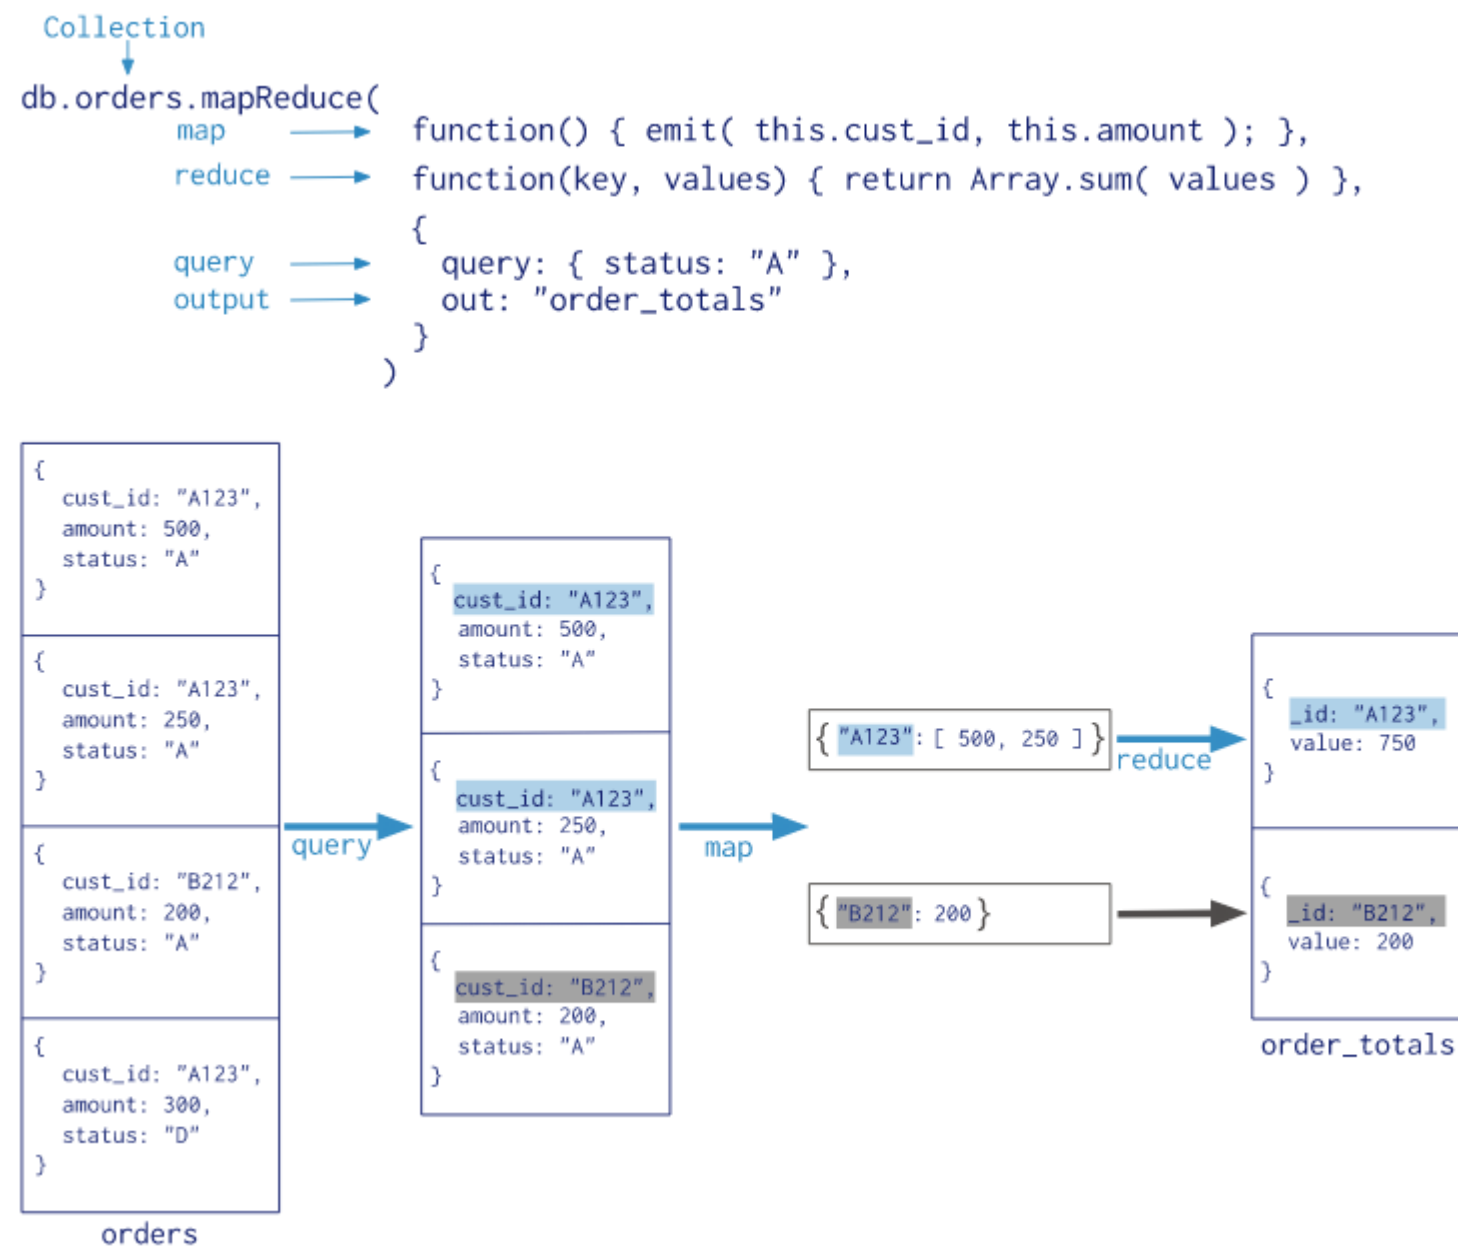 Collection
db.orders.mapReduce(
map function() { emit( this.cust_id, this.amount ); },
reduce function(key, values) { return Array.sum( values ) },
{
query query: { status: "A" },
output out: "order_totals"
}
)
{
cust_id: "A123",
amount: 500,
status: "A"
}
{
cust_id: "A123",
amount: 250,
status: "A"
}
{
cust_id: "B212",
amount: 200,
status: "A"
}
{
cust_id: "A123",
amount: 300,
status: "D"
}
orders
query
{
cust_id: "A123",
amount: 500,
status: "A"
}
{
cust_id: "A123",
amount: 250,
status: "A"
}
{
cust_id: "B212",
amount: 200,
status: "A"
}
map
{ "A123": [ 500, 250 ] }
reduce
{ "B212": 200 }
{
_id: "A123",
value: 750
}
{
_id: "B212",
value: 200
}
order_totals